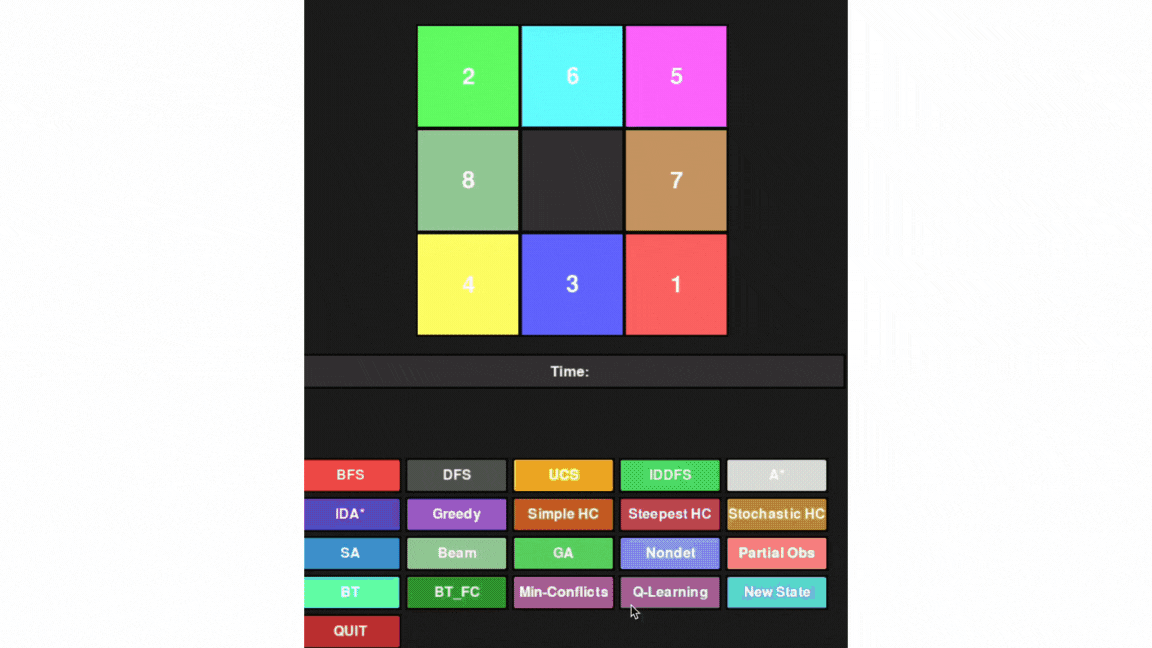 2 6 5
8 7
4 3 1
Time:
BFS DFS UCS IDDFS A*
IDA* Greedy Simple HC Steepest HC Stochastic HC
SA Beam GA Nondet Partial Obs
BT BT_FC Min-Conflicts Q-Learning New State
QUIT